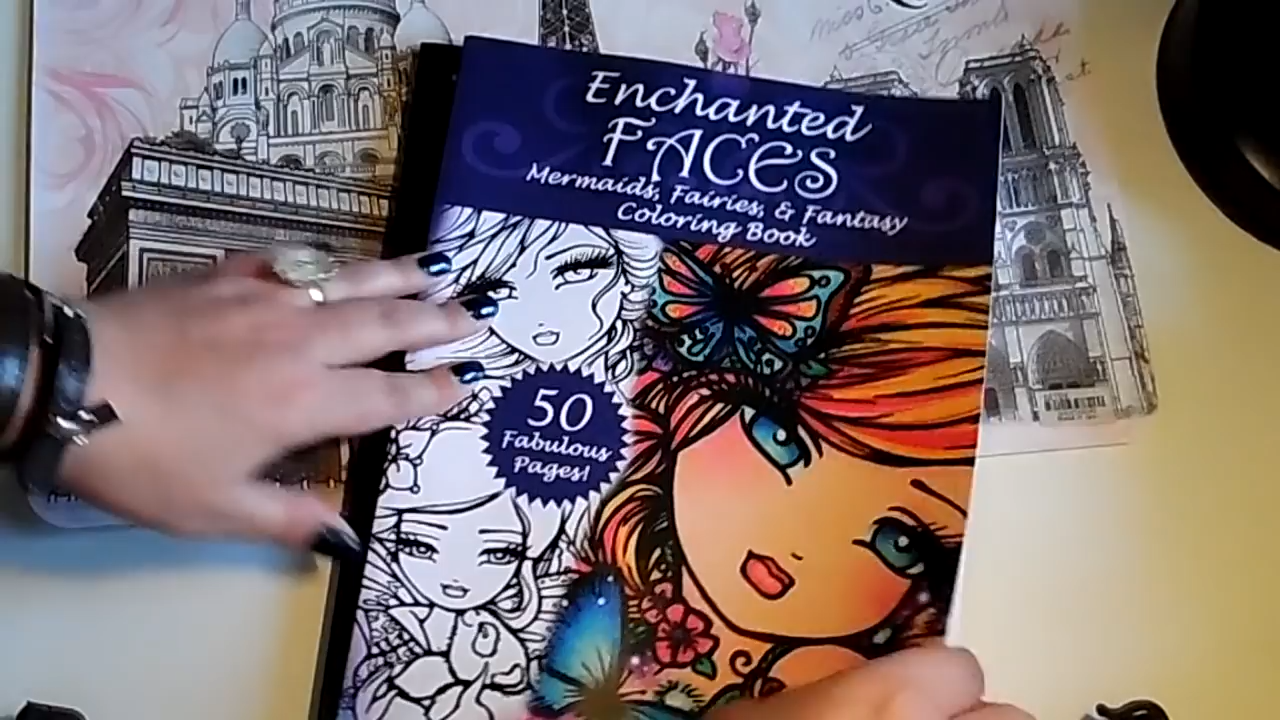 Enchanted
FACES
Mermaids, Fairies, & Fantasy
Coloring Book
50
Fabulous
Pages!